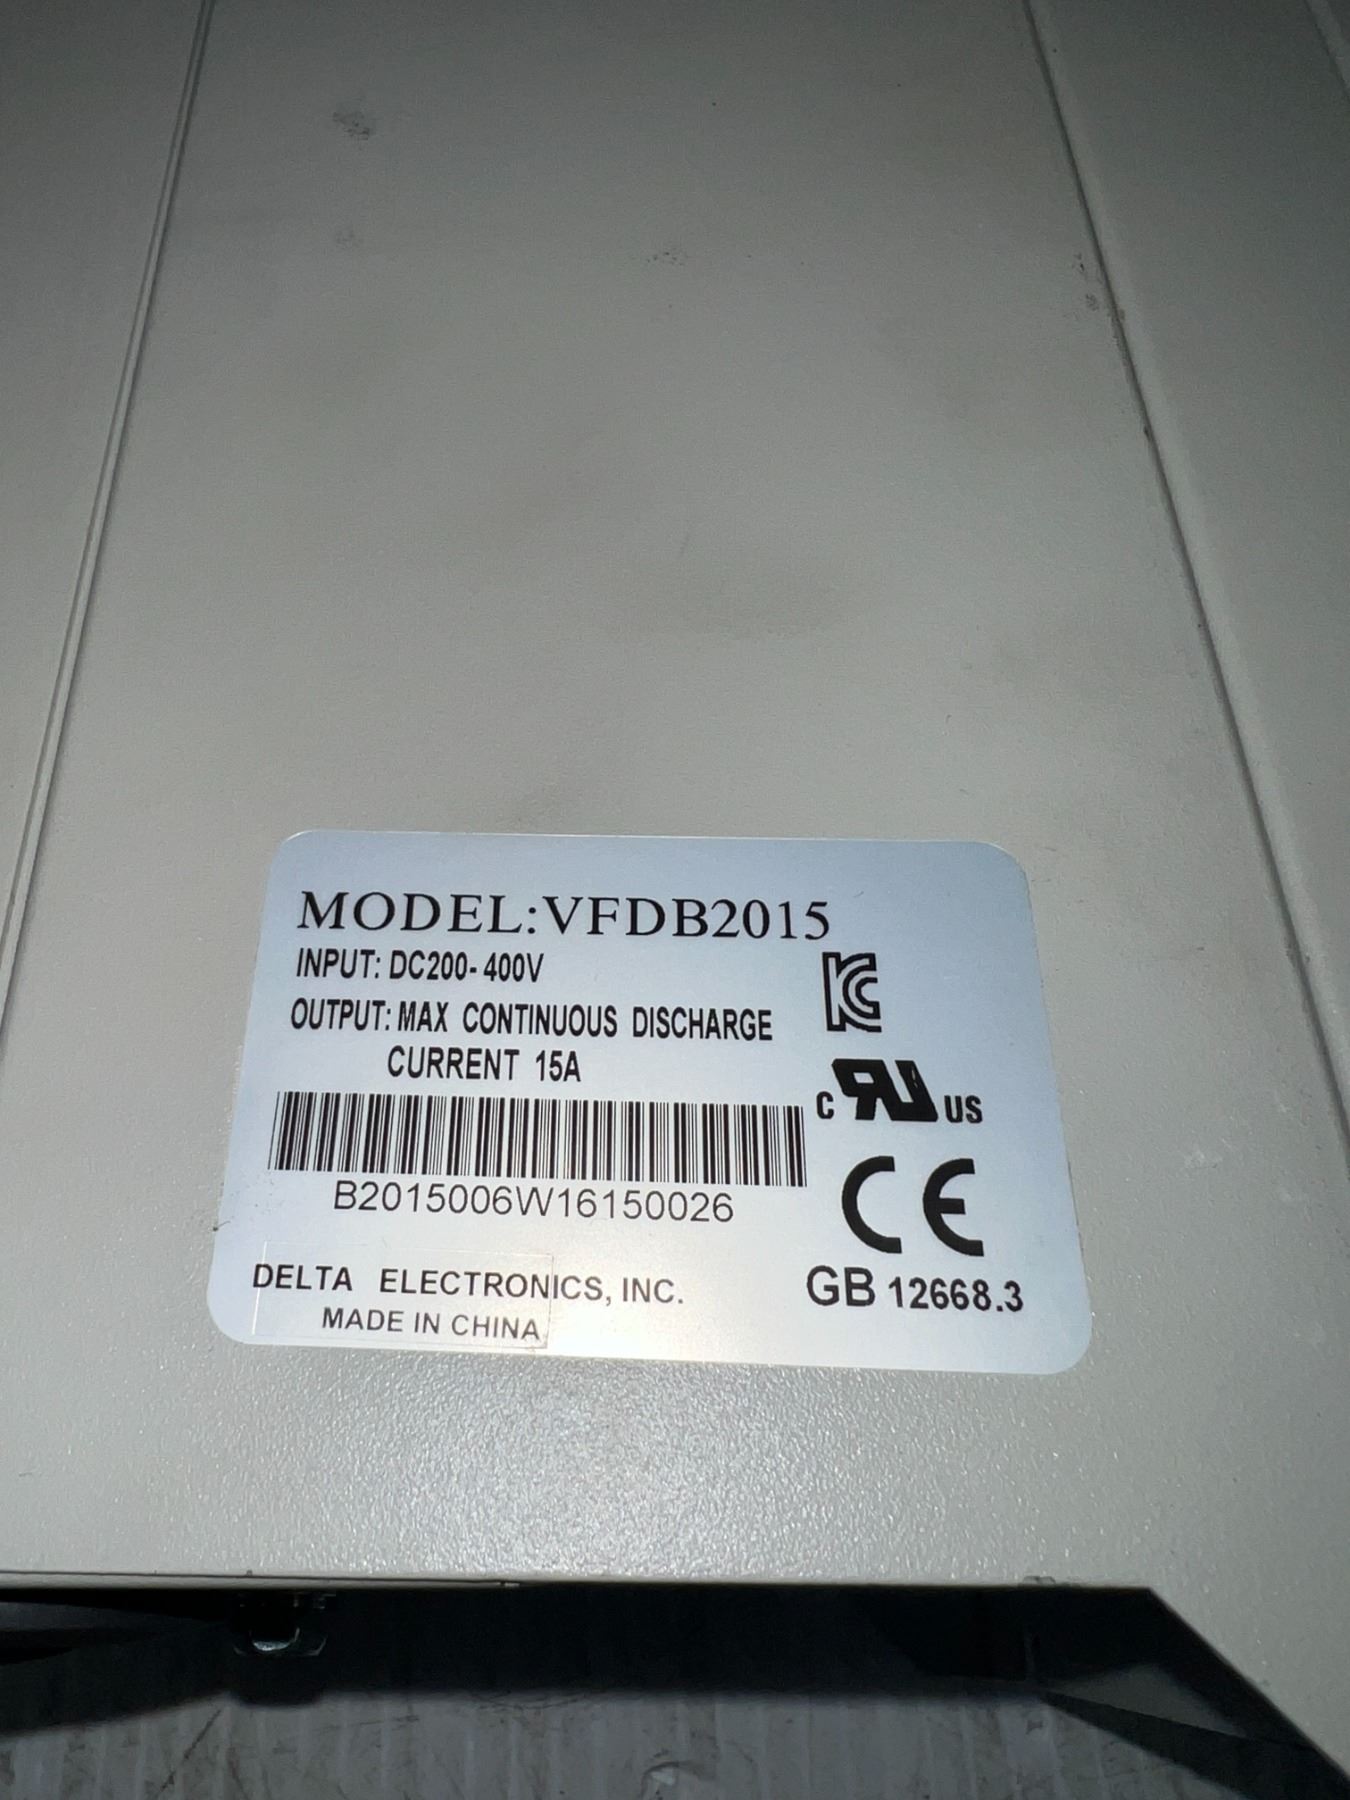 MODEL:VFDB2015
INPUT: DC200-400V
OUTPUT: MAX CONTINUOUS DISCHARGE
CURRENT 15A
B2015006W16150026
C RU US
CE
DELTA ELECTRONICS, INC.
MADE IN CHINA
GB 12668.3